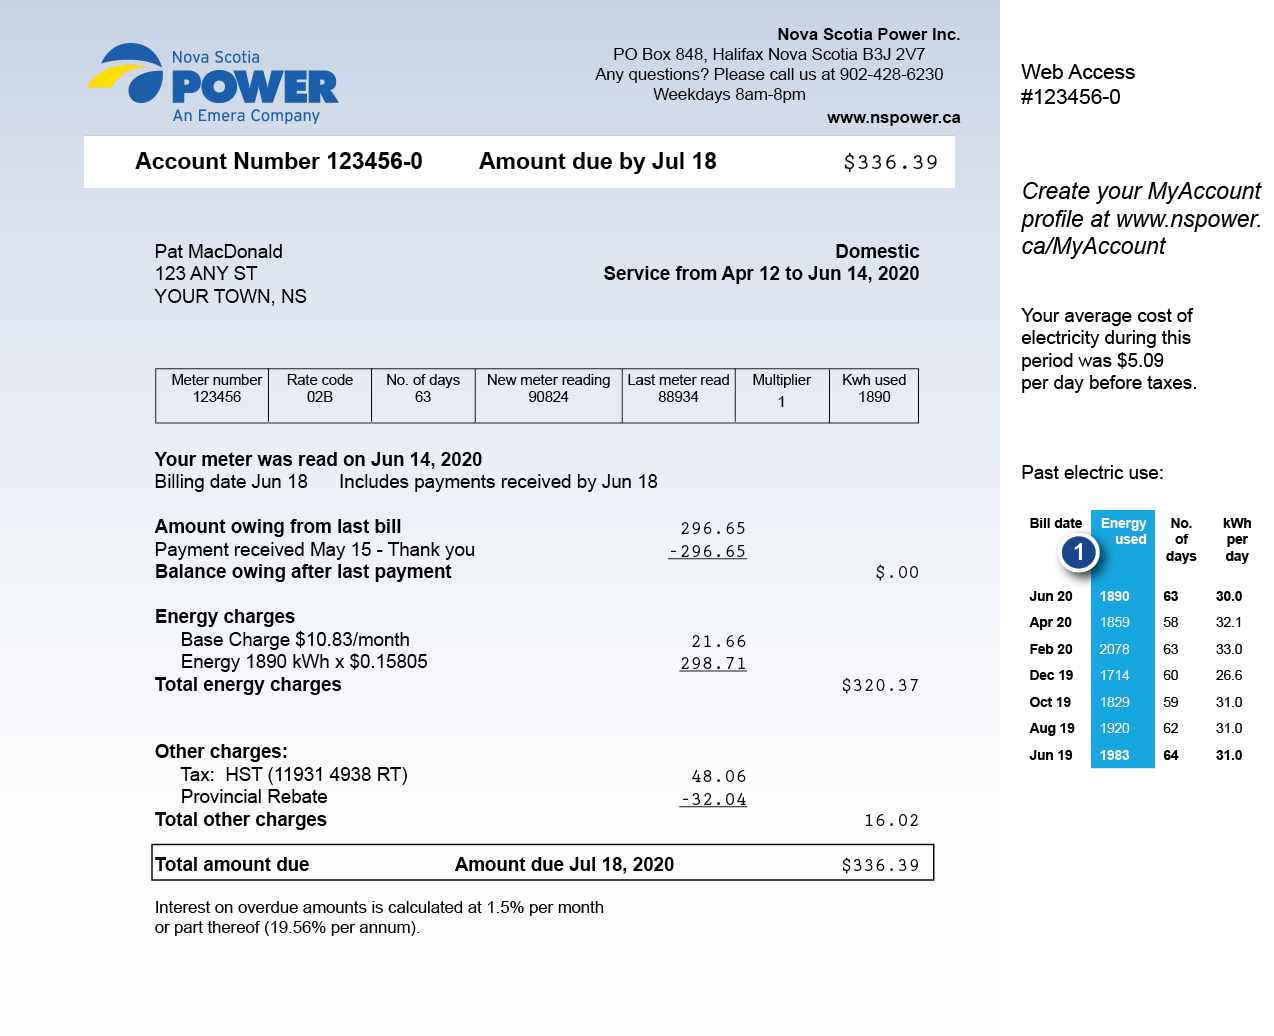 Nova Scotia
POWER
An Emera Company
Nova Scotia Power Inc.
PO Box 848, Halifax Nova Scotia B3J 2V7
Any questions? Please call us at 902-428-6230
Weekdays 8am-8pm
www.nspower.ca
Account Number 123456-0 Amount due by Jul 18 $336.39
Pat MacDonald
123 ANY ST
YOUR TOWN, NS
Domestic
Service from Apr 12 to Jun 14, 2020
Meter number Rate code No. of days New meter reading Last meter read Multiplier Kwh used
123456 02B 63 90824 88934 1 1890
Your meter was read on Jun 14, 2020
Billing date Jun 18 Includes payments received by Jun 18
Amount owing from last bill 296.65
Payment received May 15 - Thank you -296.65
Balance owing after last payment $.00
Energy charges
Base Charge $10.83/month 21.66
Energy 1890 kWh x $0.15805 298.71
Total energy charges $320.37
Other charges:
Tax: HST (11931 4938 RT) 48.06
Provincial Rebate -32.04
Total other charges 16.02
Total amount due Amount due Jul 18, 2020 $336.39
Interest on overdue amounts is calculated at 1.5% per month
or part thereof (19.56% per annum).
Web Access
#123456-0
Create your MyAccount
profile at www.nspower.
ca/MyAccount
Your average cost of
electricity during this
period was $5.09
per day before taxes.
Past electric use:
Bill date Energy No. kWh
used of per
1
days day
Jun 20 1890 63 30.0
Apr 20 1859 58 32.1
Feb 20 2078 63 33.0
Dec 19 1714 60 26.6
Oct 19 1829 59 31.0
Aug 19 1920 62 31.0
Jun 19 1983 64 31.0